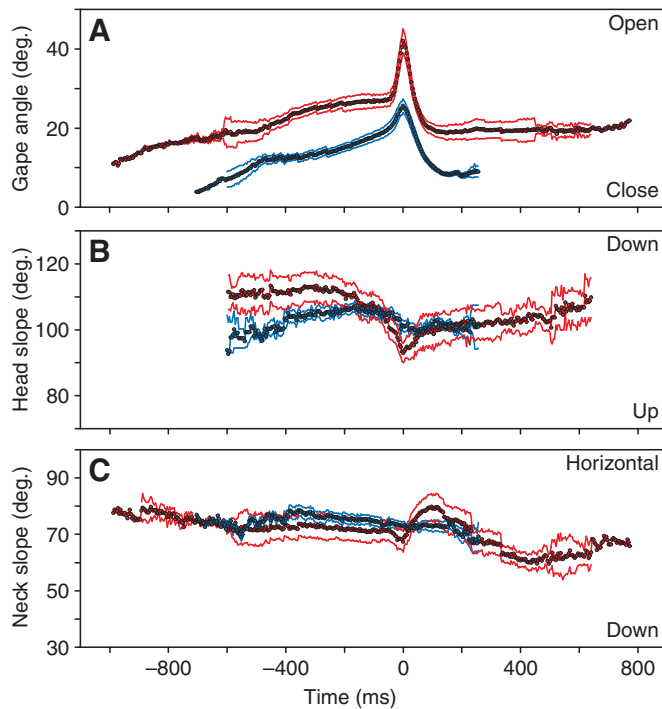 A
Open
Gape angle (deg.)
40
20
0
Close
B
Down
Head slope (deg.)
120
100
80
Up
C
Horizontal
Neck slope (deg.)
90
70
50
30
Down
–800
–400
0
400
800
Time (ms)